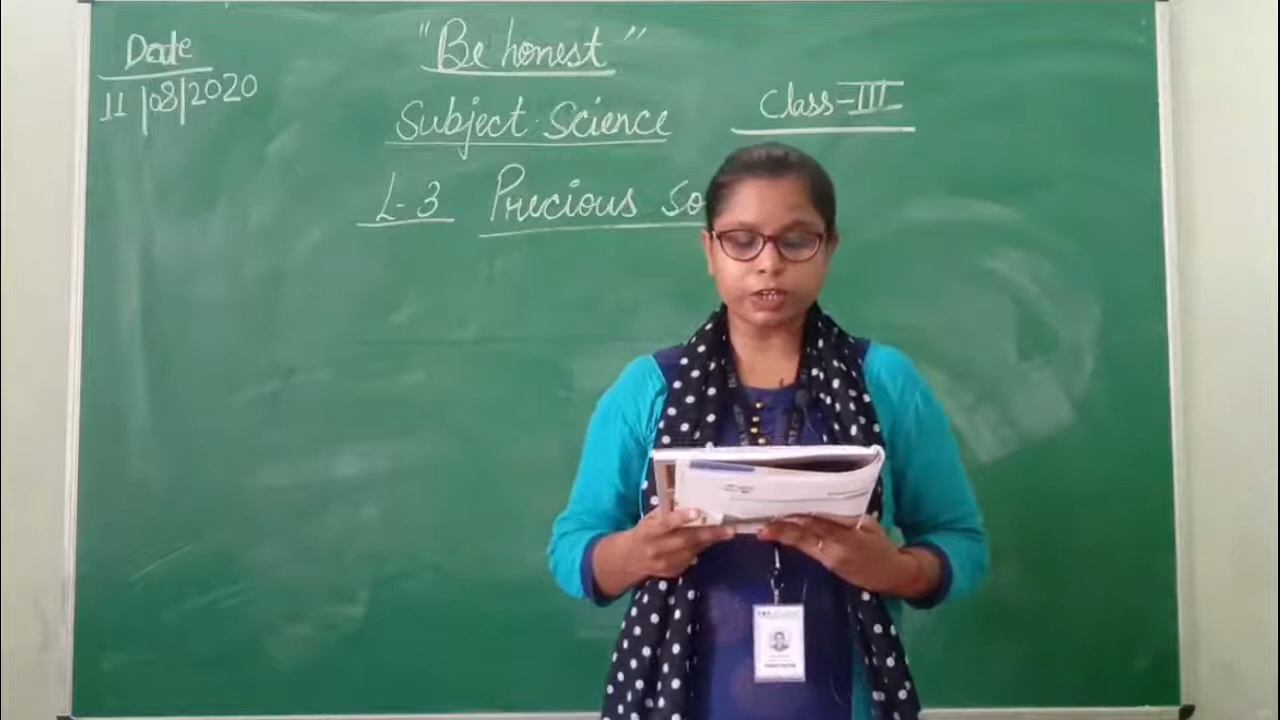 Date
11/08/2020
"Be honest"
Subject Science
Class-III
L-3 Precious So